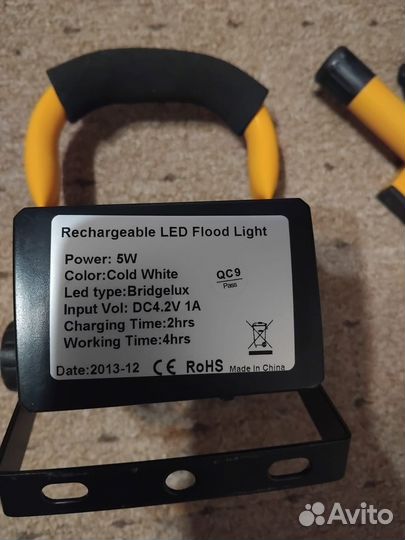 Rechargeable LED Flood Light
Power: 5W
Color:Cold White
QC9
Pass
Led type:Bridgelux
Input Vol: DC4.2V 1A
Charging Time:2hrs
Working Time:4hrs
Date:2013-12 CE RoHS Made in China
Avito